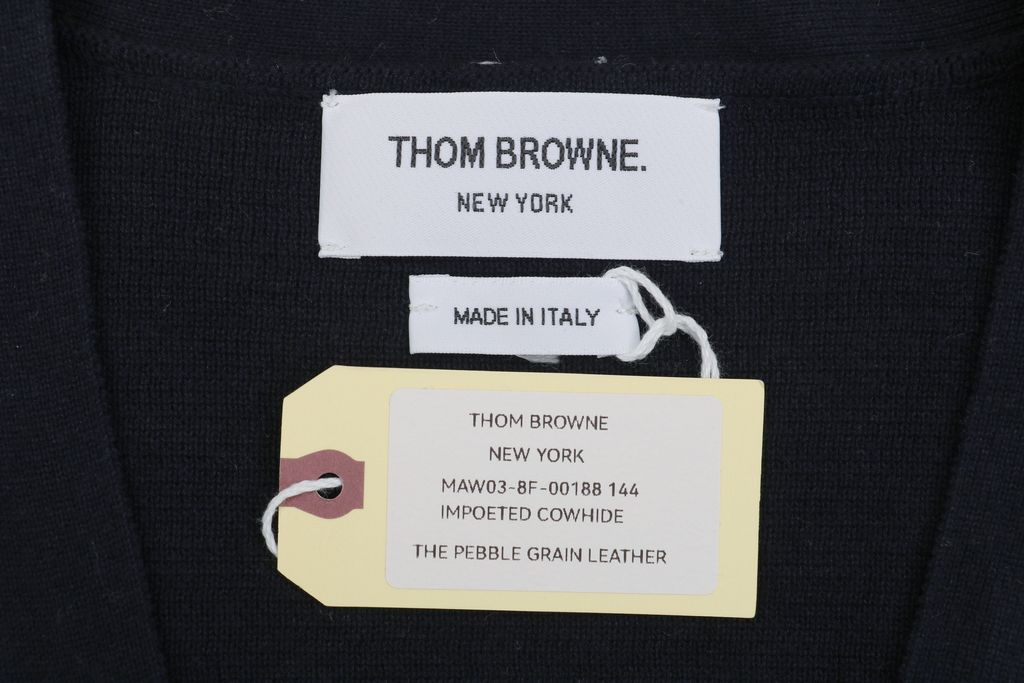 THOM BROWNE.
NEW YORK
MADE IN ITALY
THOM BROWNE
NEW YORK
MAW03-8F-00188 144
IMPOETED COWHIDE
THE PEBBLE GRAIN LEATHER